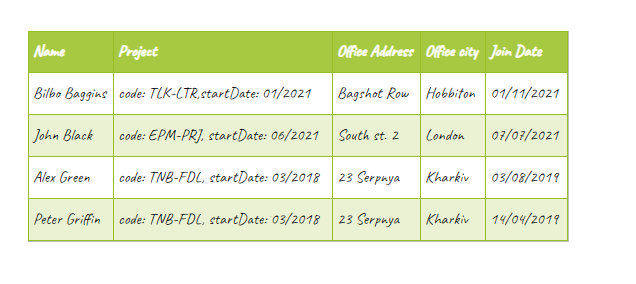 Name Project Office Address Office city Join Date
Bilbo Baggins code: TLK-LTR,startDate: 01/2021 Bagshot Row Hobbiton 01/11/2021
John Black code: EPM-PRJ, startDate: 06/2021 South st. 2 London 07/07/2021
Alex Green code: TNB-FDL, startDate: 03/2018 23 Serpnya Kharkiv 03/08/2019
Peter Griffin code: TNB-FDL, startDate: 03/2018 23 Serpnya Kharkiv 14/04/2019